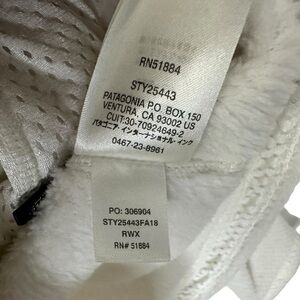 RN51884
STY25443
PATAGONIA P.O. BOX 150
VENTURA, CA 93002 US
CUIT:30-70924649-2
パタゴニア・インターナショナル・インク
0467-23-8961
PO: 306904
STY25443FA18
RWX
RN# 51884